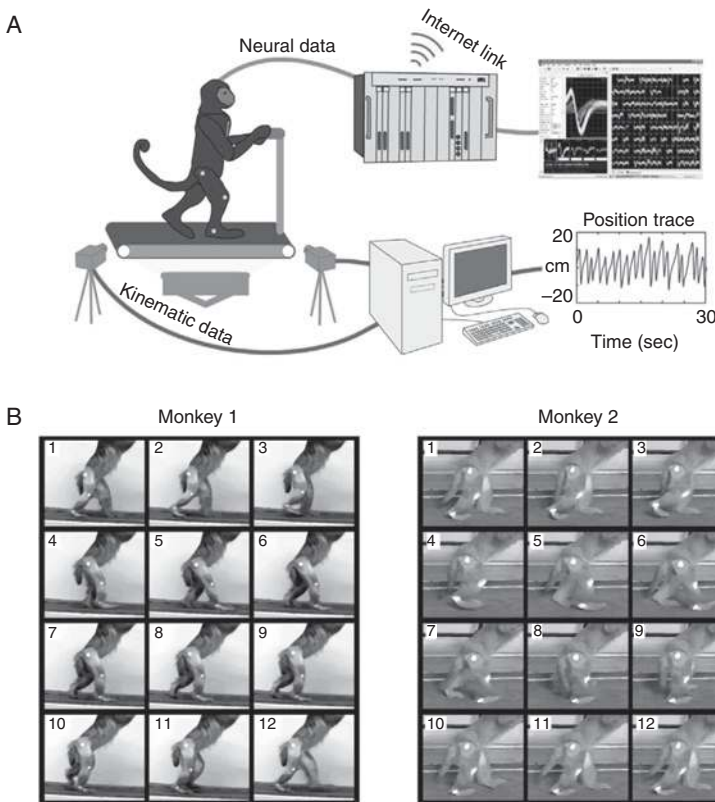 A
Neural data
Internet link
Kinematic data
Position trace
20
cm
–20
0
30
Time (sec)
B
Monkey 1
Monkey 2
1
2
3
4
5
6
7
8
9
10
11
12
1
2
3
4
5
6
7
8
9
10
11
12